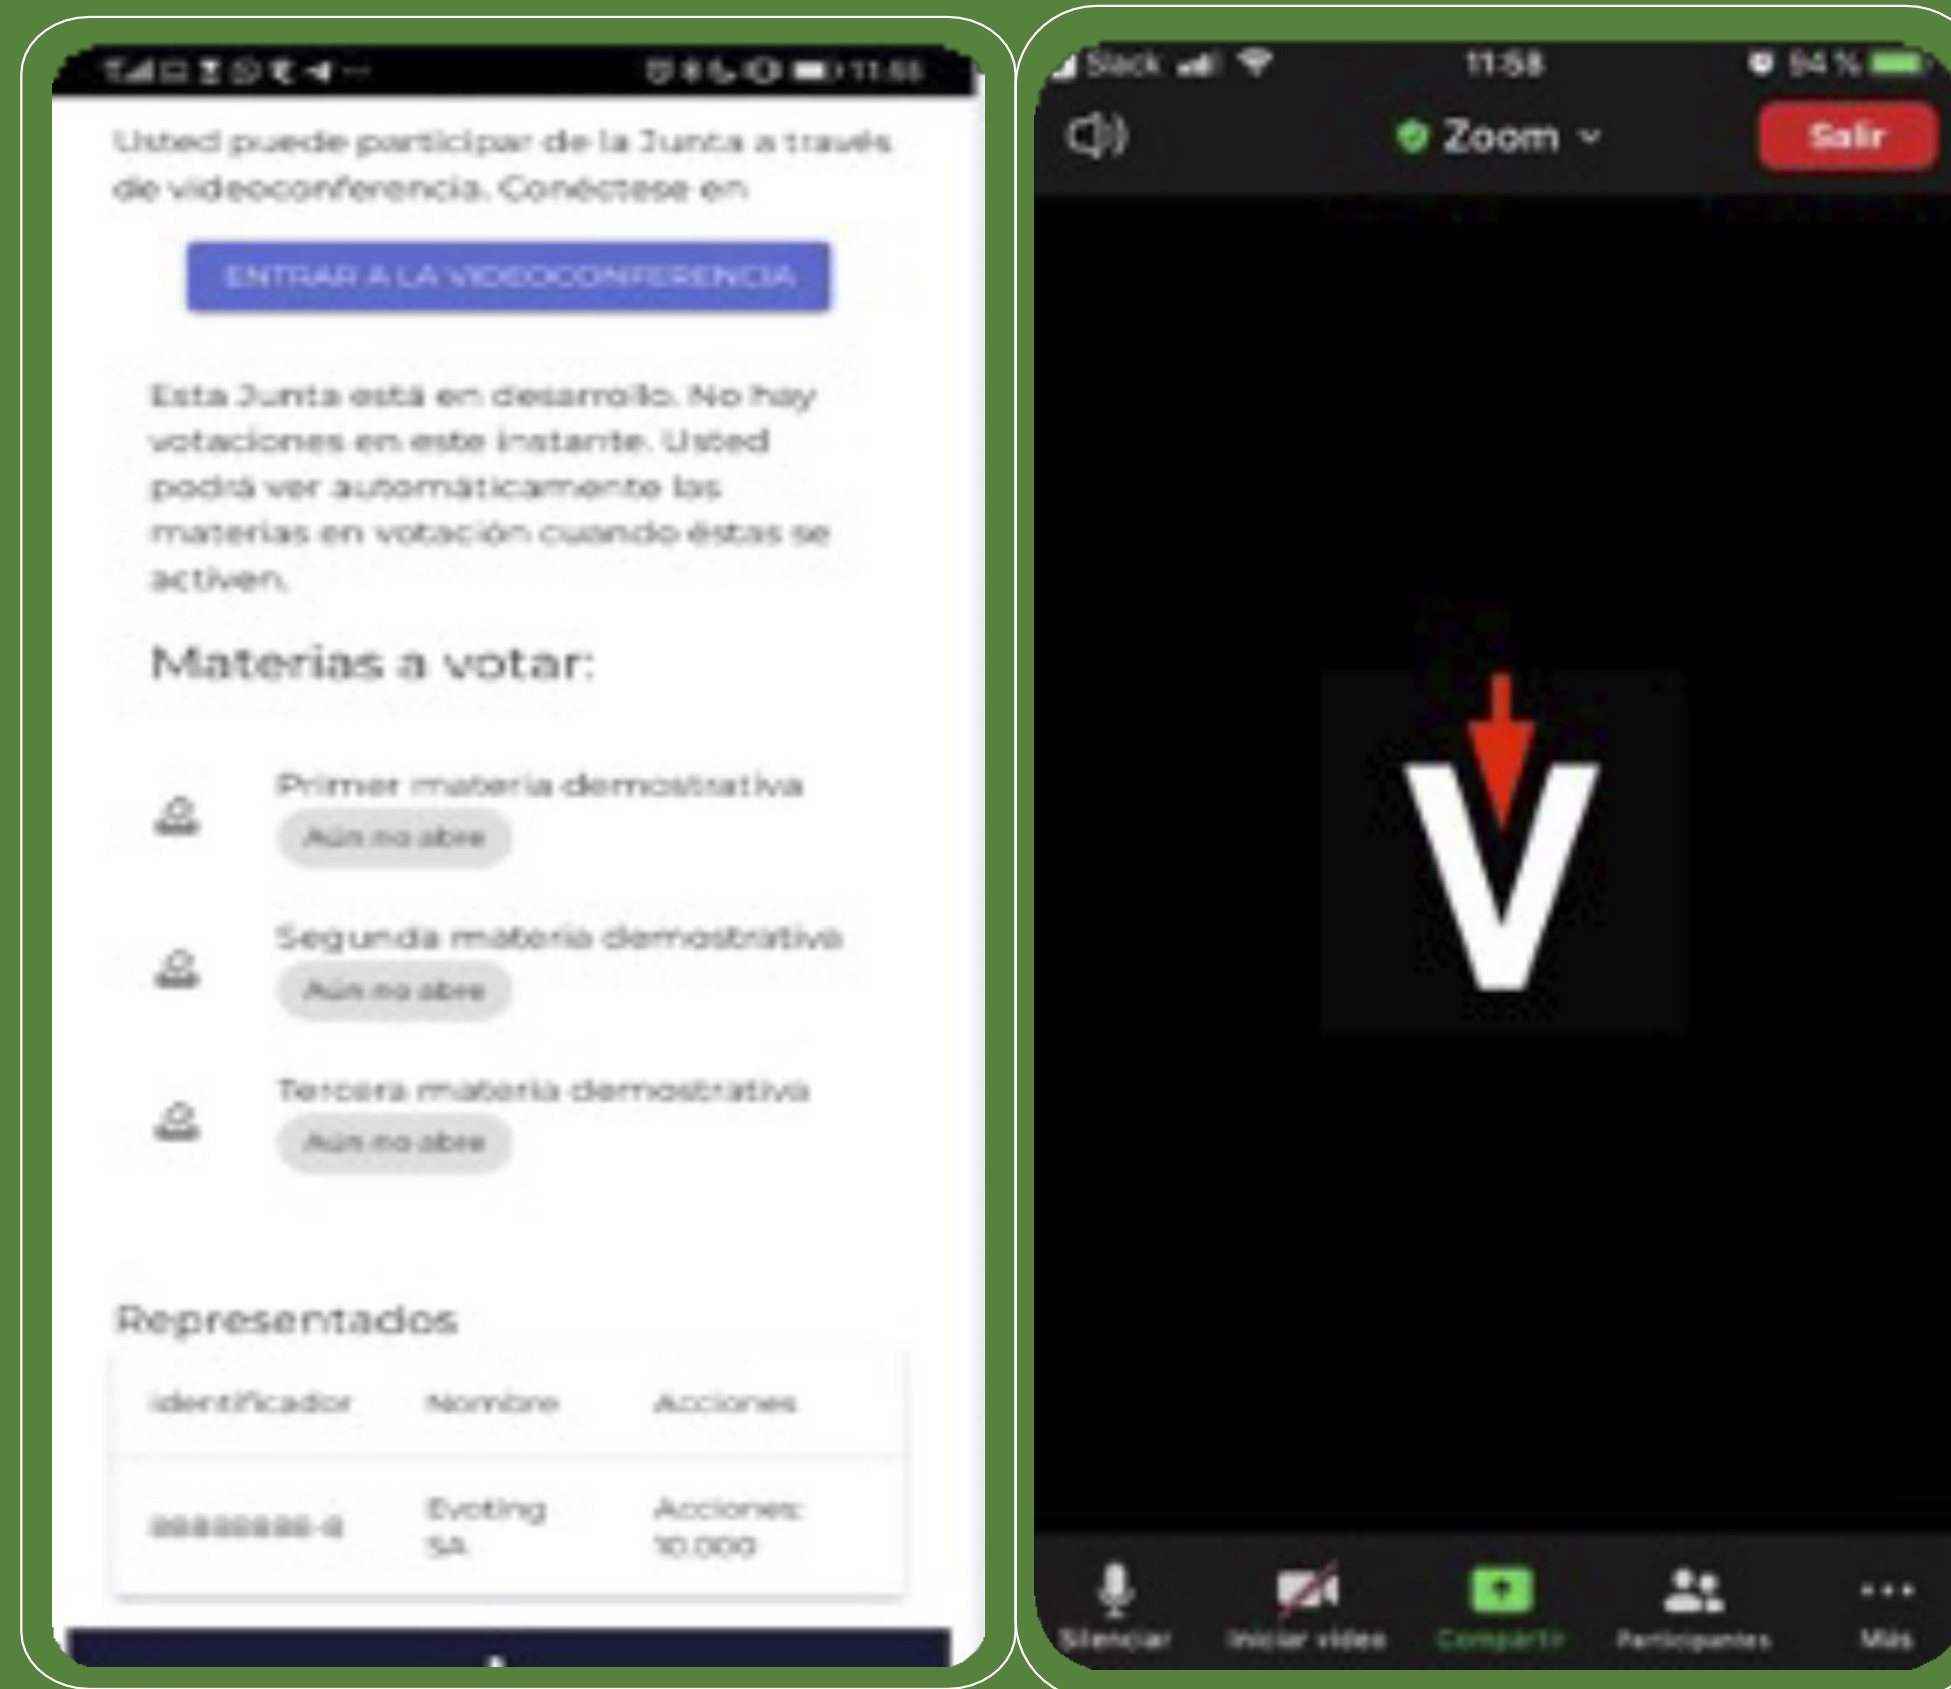 Usted puede participar de la Junta a través
de videoconferencia. Conéctese en
ENTRAR A LA VIDEOCONFERENCIA
Esta Junta está en desarrollo. No hay
votaciones en este instante. Usted
podrá ver automáticamente las
materias en votación cuando éstas se
activen.
Materias a votar:
Primer materia demostrativa
Aún no abre
Segunda materia demostrativa
Aún no abre
Tercera materia demostrativa
Aún no abre
Representados
Identificador Nombre Acciones
Evoting
SA
Acciones:
10.000
Slack 11:58 94 %
Zoom
Salir
V
Silenciar Iniciar video Compartir Participantes Más